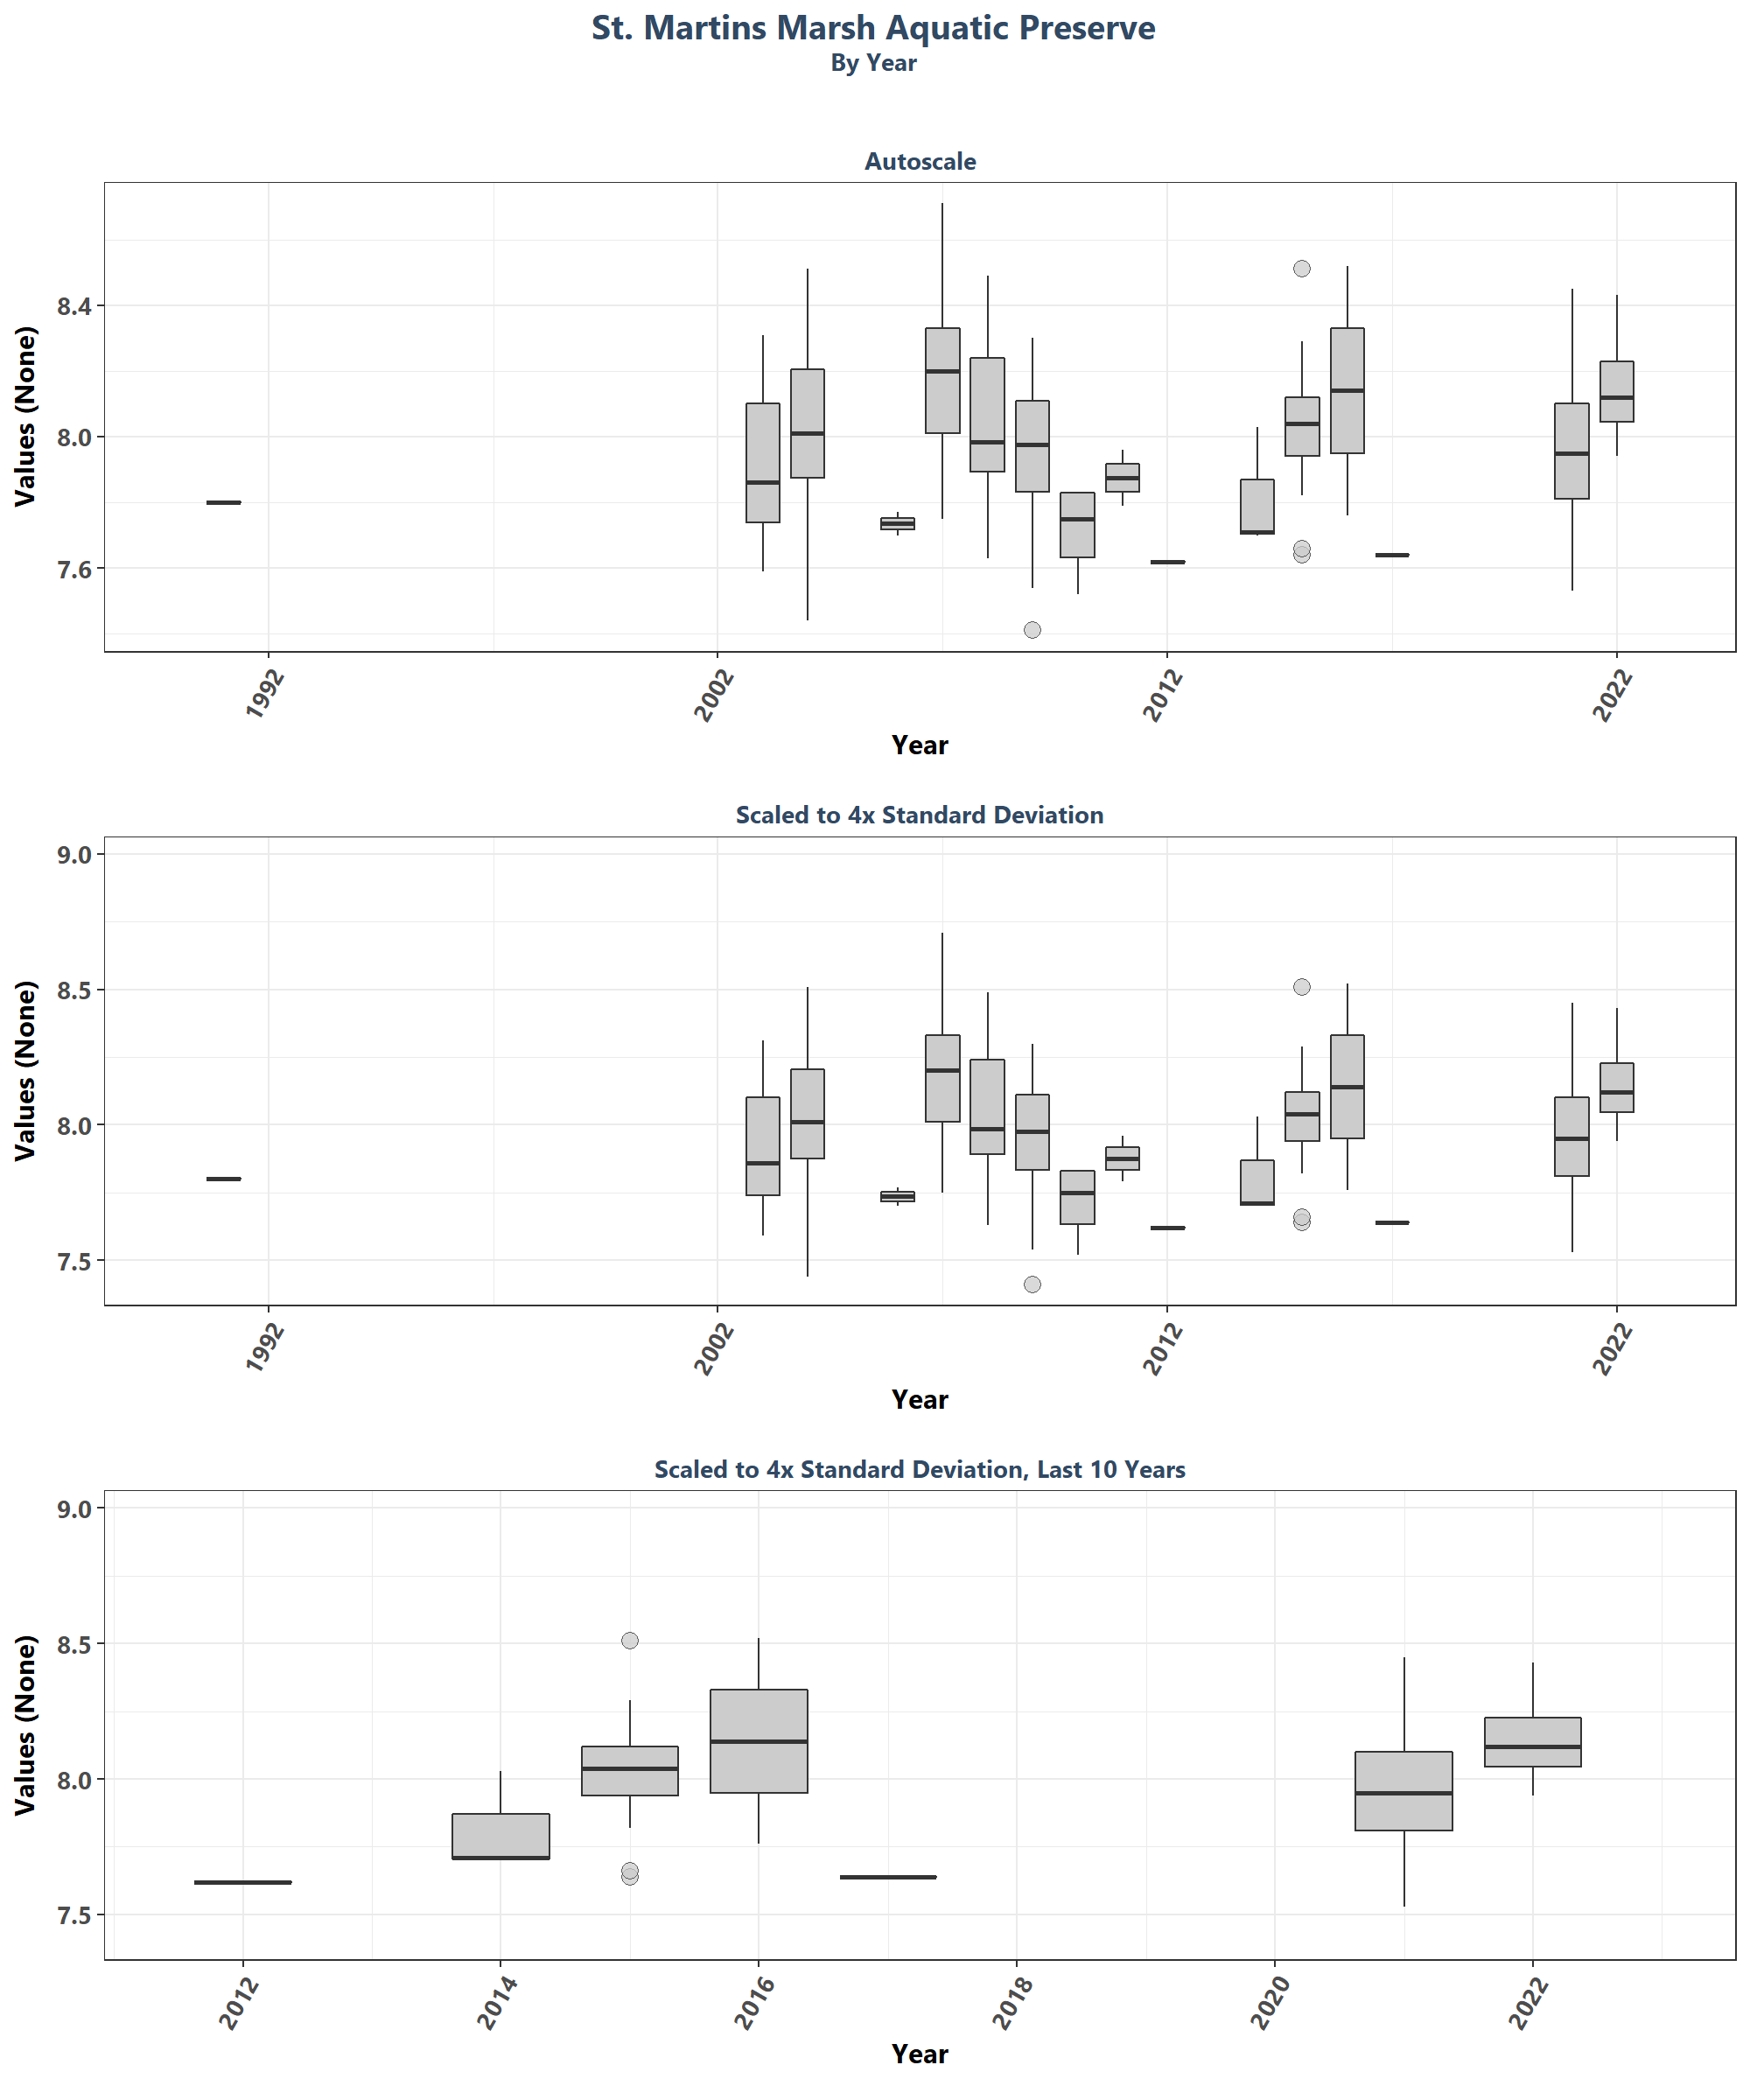 St. Martins Marsh Aquatic Preserve
By Year
Autoscale
Values (None)
8.4
8.0
7.6
1992
2002
2012
2022
Year
Scaled to 4x Standard Deviation
Values (None)
9.0
8.5
8.0
7.5
1992
2002
2012
2022
Year
Scaled to 4x Standard Deviation, Last 10 Years
Values (None)
9.0
8.5
8.0
7.5
2012
2014
2016
2018
2020
2022
Year